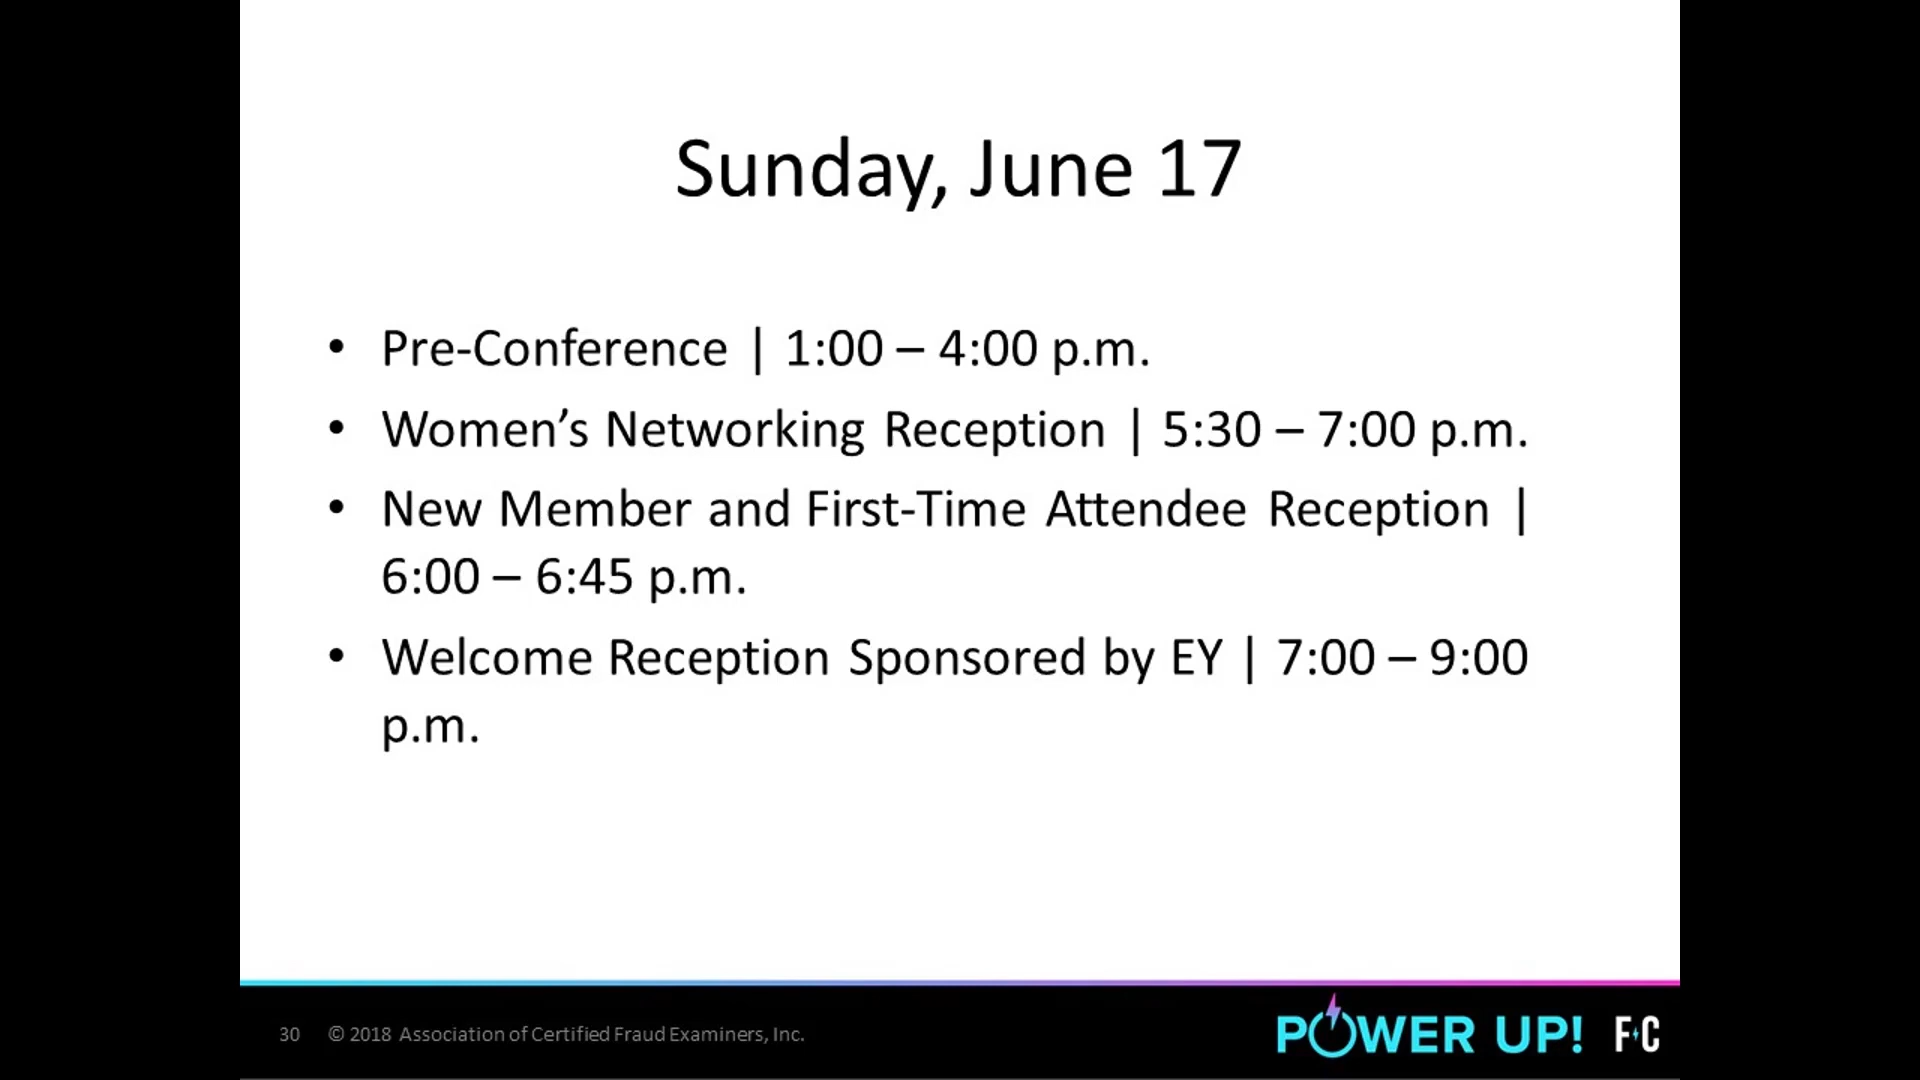 Sunday, June 17
• Pre-Conference | 1:00 – 4:00 p.m.
• Women’s Networking Reception | 5:30 – 7:00 p.m.
• New Member and First-Time Attendee Reception |
6:00 – 6:45 p.m.
• Welcome Reception Sponsored by EY | 7:00 – 9:00
p.m.
30 © 2018 Association of Certified Fraud Examiners, Inc.
POWER UP! F C